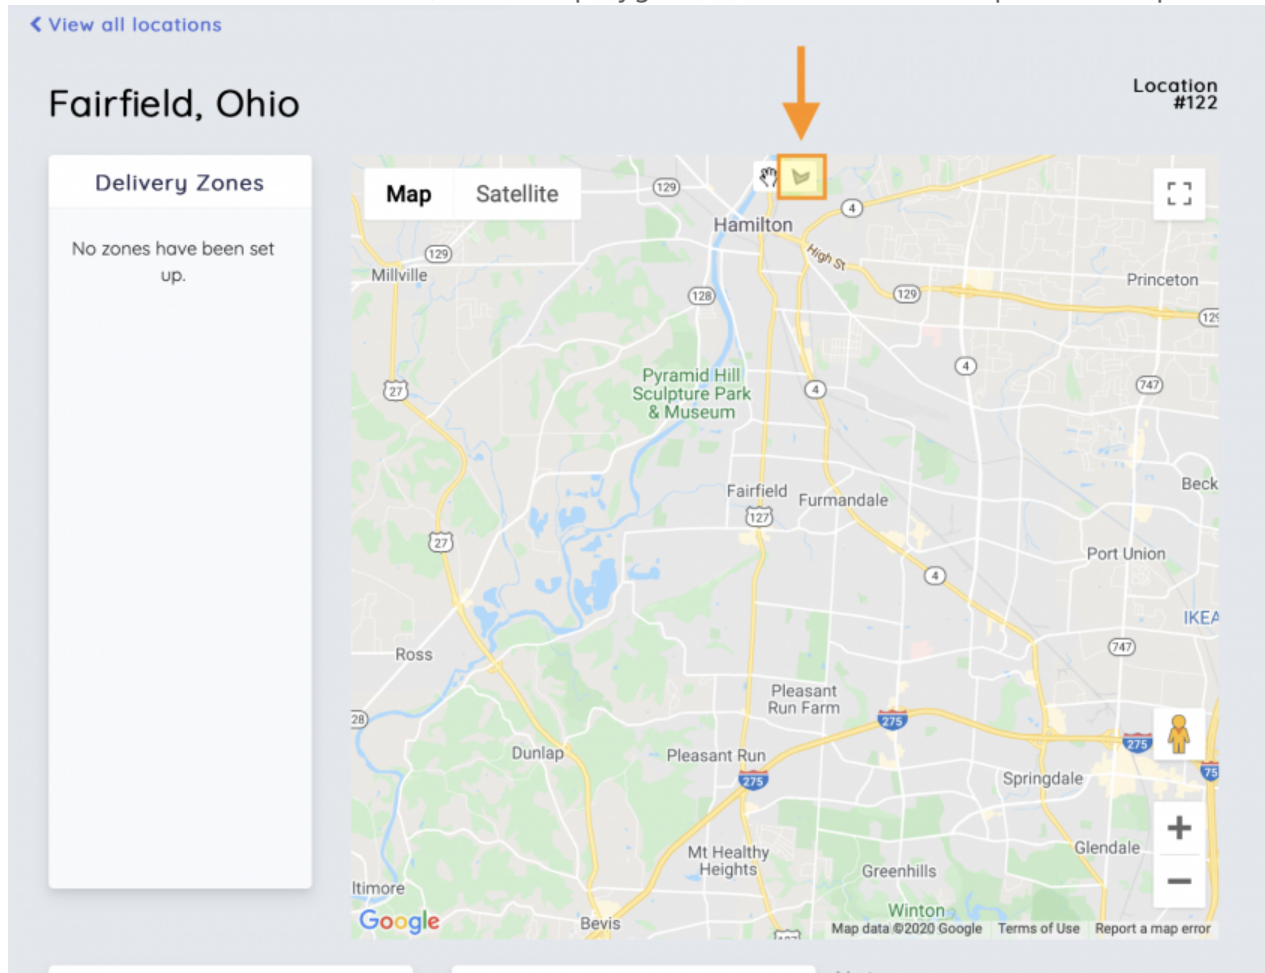 View all locations
Fairfield, Ohio
Location
#122
Delivery Zones
No zones have been set
up.
Map
Satellite
129
4
Hamilton
High St
129
Millville
128
129
Princeton
129
4
27
Pyramid Hill
Sculpture Park
& Museum
4
747
Fairfield
Furmandale
Beck
127
27
Port Union
4
IKEA
Ross
747
Pleasant
Run Farm
28
275
Dunlap
Pleasant Run
275
275
75
Springdale
Mt Healthy
Heights
Glendale
Greenhills
ltimore
Winton
Google
Bevis
Map data ©2020 Google
Terms of Use
Report a map error